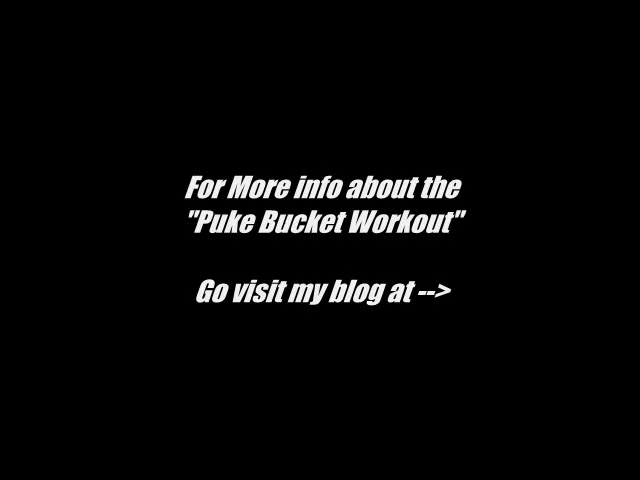 For More info about the
"Puke Bucket Workout"
Go visit my blog at -->